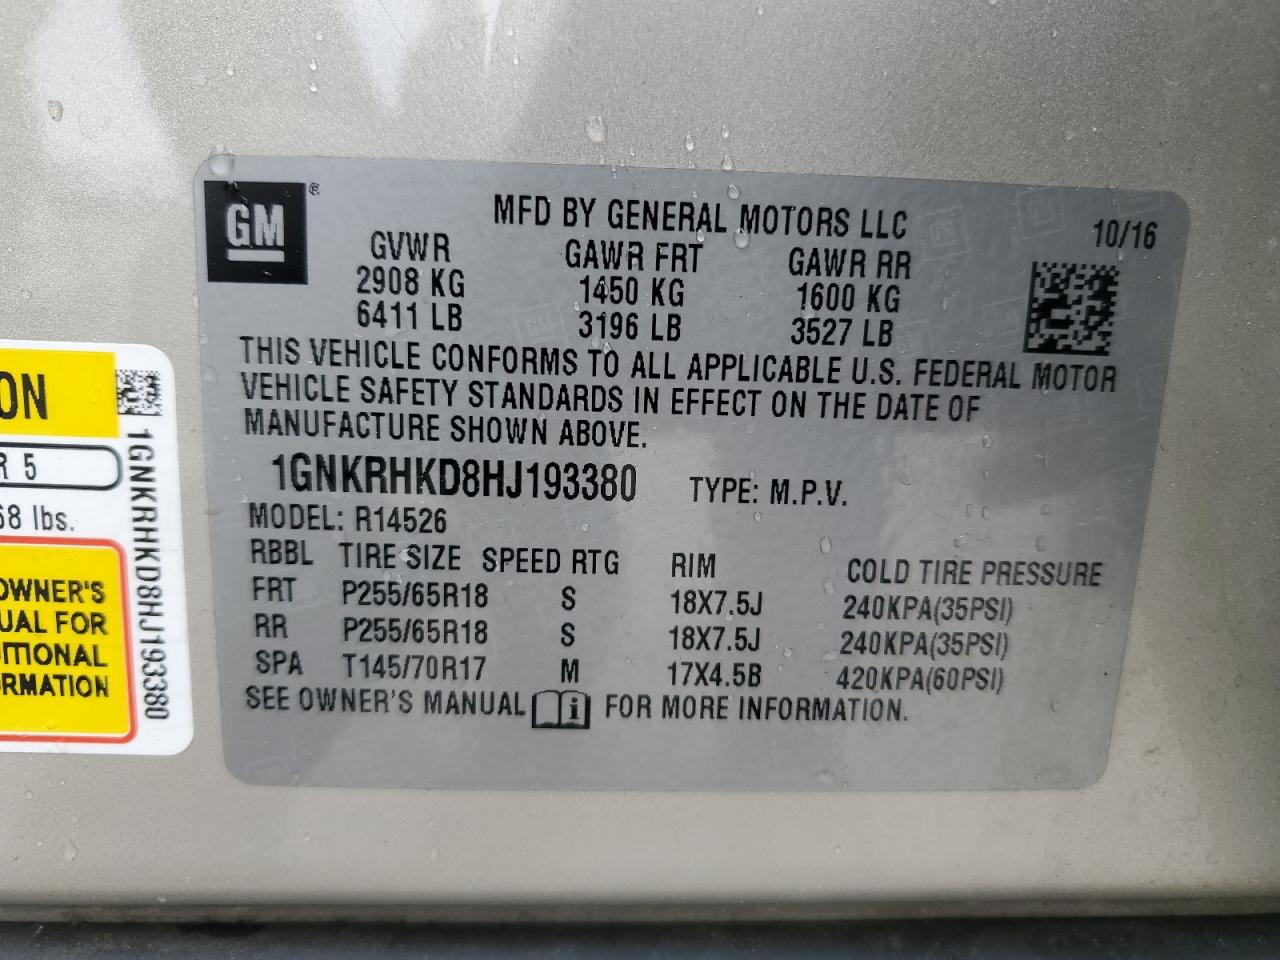 GM ®
MFD BY GENERAL MOTORS LLC
10/16
GVWR GAWR FRT GAWR RR
2908 KG 1450 KG 1600 KG
6411 LB 3196 LB 3527 LB
THIS VEHICLE CONFORMS TO ALL APPLICABLE U.S. FEDERAL MOTOR
VEHICLE SAFETY STANDARDS IN EFFECT ON THE DATE OF
MANUFACTURE SHOWN ABOVE.
1GNKRHKD8HJ193380 TYPE: M.P.V.
MODEL: R14526
RBBL TIRE SIZE SPEED RTG RIM COLD TIRE PRESSURE
FRT P255/65R18 S 18X7.5J 240KPA(35PSI)
RR P255/65R18 S 18X7.5J 240KPA(35PSI)
SPA T145/70R17 M 17X4.5B 420KPA(60PSI)
SEE OWNER'S MANUAL i FOR MORE INFORMATION.
ON
R 5
68 lbs.
OWNER'S
UAL FOR
DITIONAL
RMATION
1GNKRHKD8HJ193380